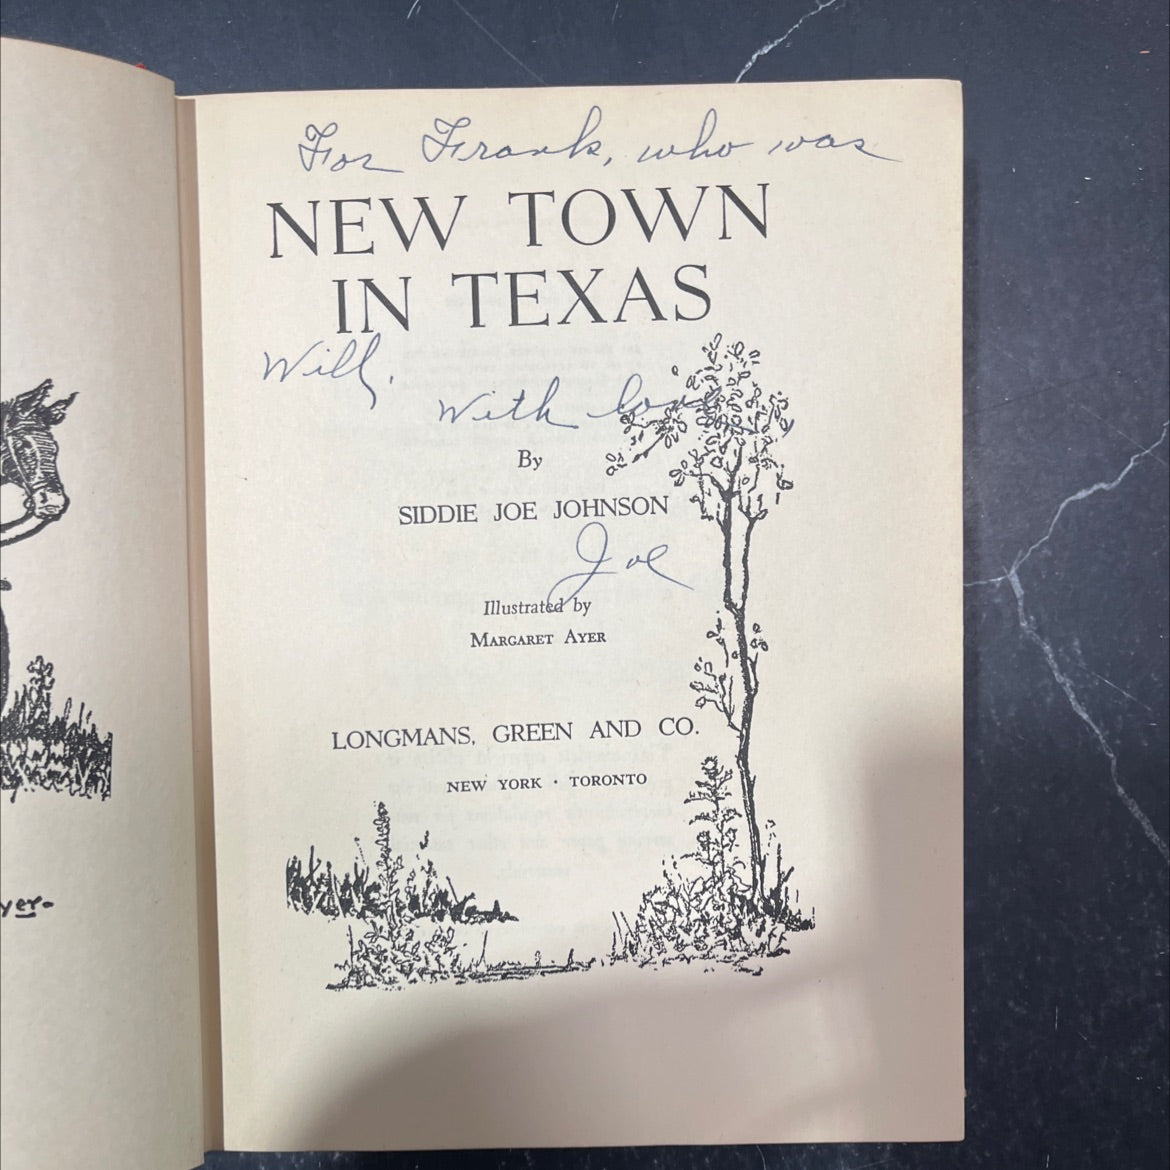 For Frank, who was
NEW TOWN
IN TEXAS
Will.
With love
By
SIDDIE JOE JOHNSON
Joe
Illustrated by
MARGARET AYER
LONGMANS, GREEN AND CO.
NEW YORK · TORONTO
yer-